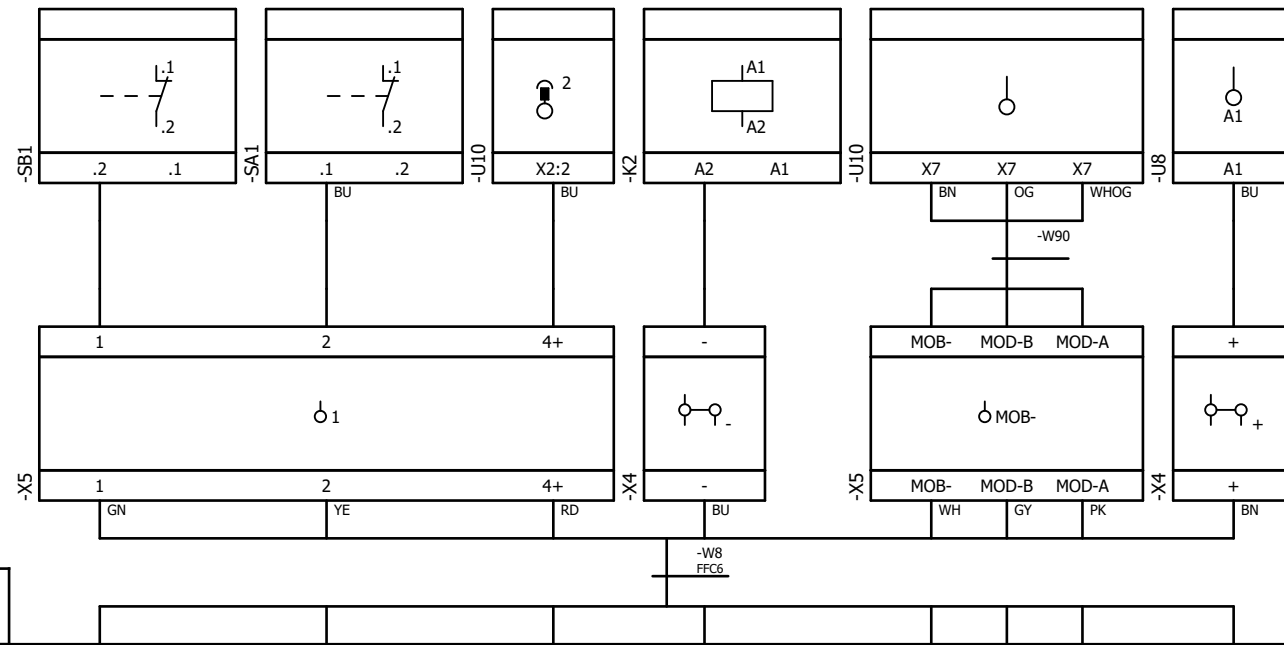 .1
.2
-SB1
.2 .1
.1
.2
-SA1
.1 .2
BU
2
-U10
X2:2
BU
A1
A2
-K2
A2 A1
-U10
X7 X7 X7
BN OG WHOG
-W90
A1
-U8
A1
BU
1 2 4+
1
-X5
1 2 4+
GN YE RD
-
-
-X4
-
BU
MOB- MOD-B MOD-A
MOB-
-X5
MOB- MOD-B MOD-A
WH GY PK
+
+
-X4
+
BN
-W8
FFC6